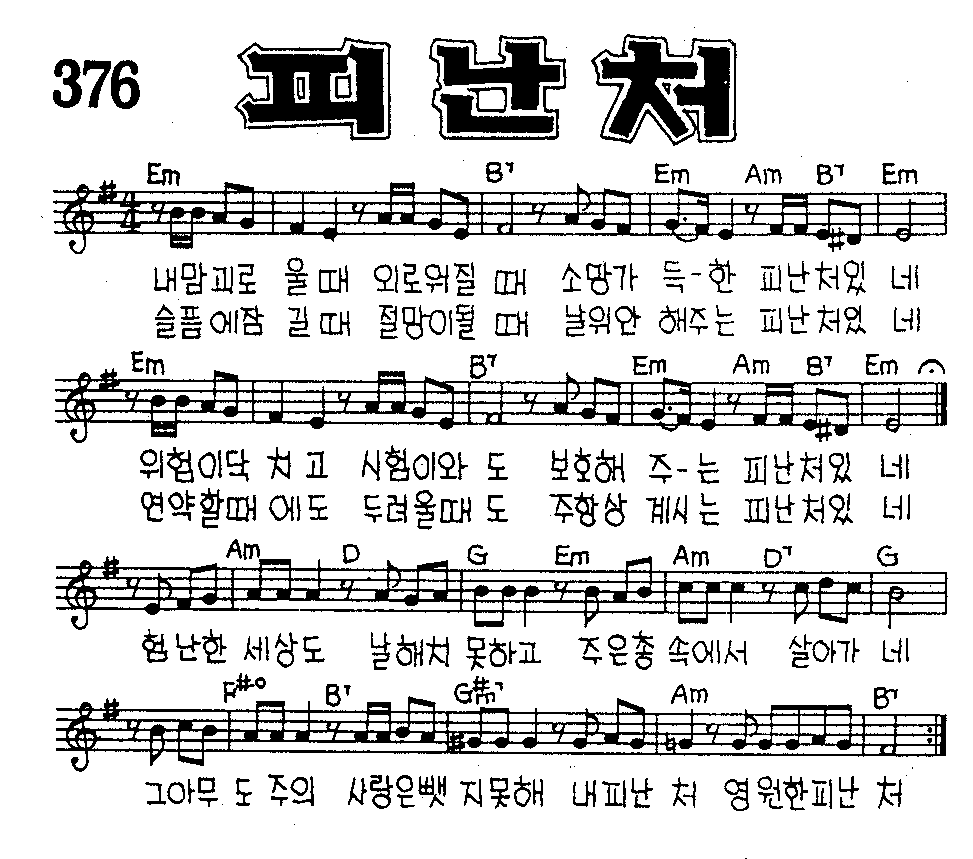 376 피난처
Em B7 Em Am B7 Em
내맘괴로 울때 외로워질 때 소망가 득-한 피난처있 네
슬픔에잠 길때 절망이될 때 날위안 해주는 피난처있 네
Em B7 Em Am B7 Em
위험이닥 치고 시험이와 도 보호해 주-는 피난처있 네
연약할때 에도 두려울때 도 주항상 계시는 피난처있 네
Am D G Em Am D7 G
험난한 세상도 날해치 못하고 주은총 속에서 살아가 네
F#o B7 G#m7 Am B7
그아무 도 주의 사랑은뺏 지못해 내피난 처 영원한피난 처